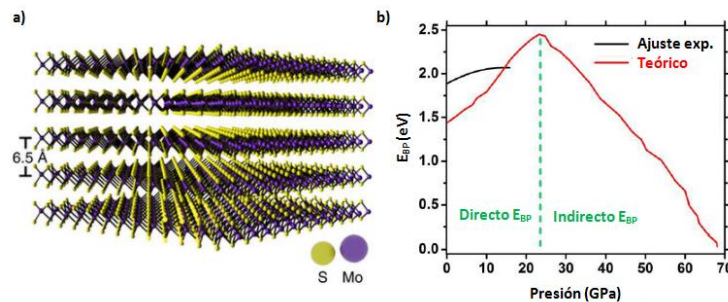 a)
6.5 Å
S Mo
b)
E_BP (eV)
2.5
2.0
1.5
1.0
0.5
0.0
Ajuste exp.
Teórico
Directo E_BP
Indirecto E_BP
0 10 20 30 40 50 60 70
Presión (GPa)